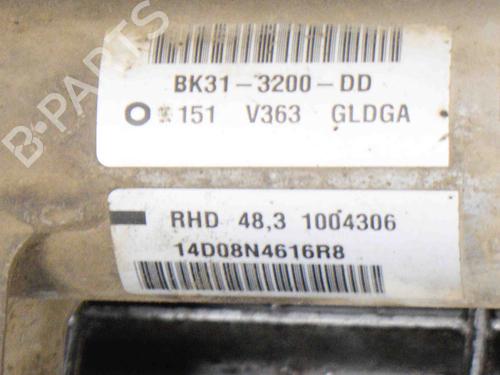 B-PARTS
BK31-3200-DD
151 V363 GLDGA
RHD 48,3 1004306
14D08N4616R8